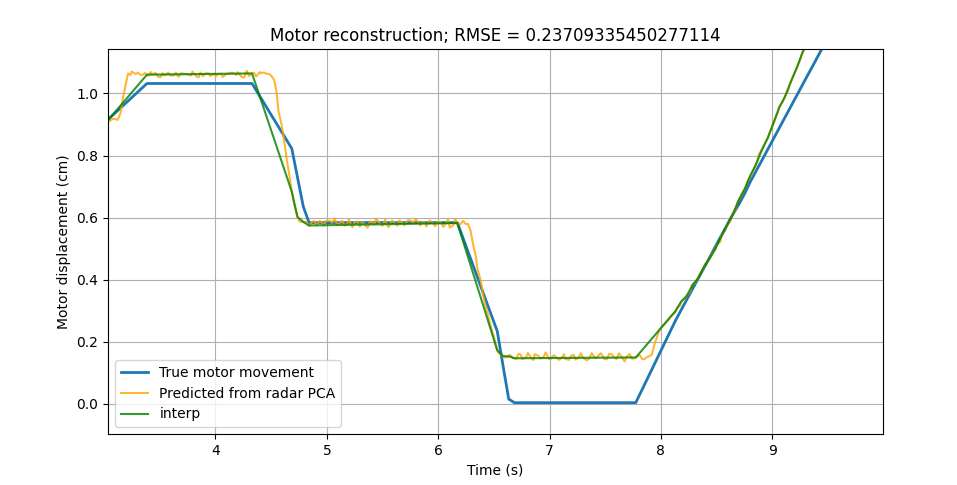 Motor reconstruction; RMSE = 0.23709335450277114
Motor displacement (cm)
1.0
0.8
0.6
0.4
0.2
0.0
True motor movement
Predicted from radar PCA
interp
4
5
6
7
8
9
Time (s)